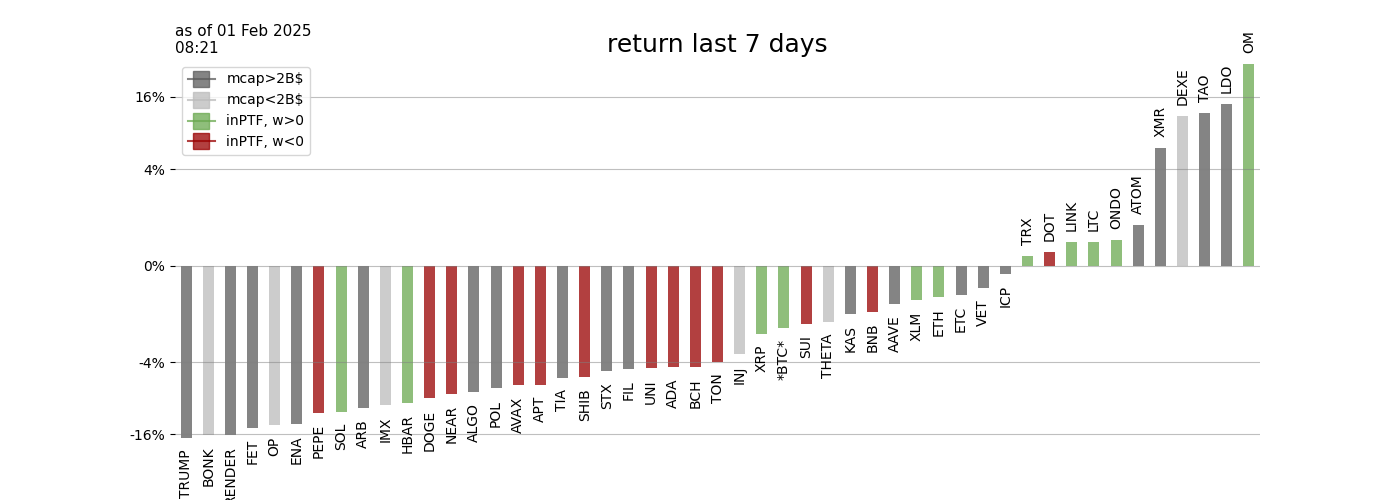 as of 01 Feb 2025
08:21
return last 7 days
mcap>2B$
mcap<2B$
inPTF, w>0
inPTF, w<0
16%
4%
0%
-4%
-16%
TRUMP
BONK
RENDER
FET
OP
ENA
PEPE
SOL
ARB
IMX
HBAR
DOGE
NEAR
ALGO
POL
AVAX
APT
TIA
SHIB
STX
FIL
UNI
ADA
BCH
TON
INJ
XRP
*BTC*
SUI
THETA
KAS
BNB
AAVE
XLM
ETH
ETC
VET
ICP
TRX
DOT
LINK
LTC
ONDO
ATOM
XMR
DEXE
TAO
LDO
OM